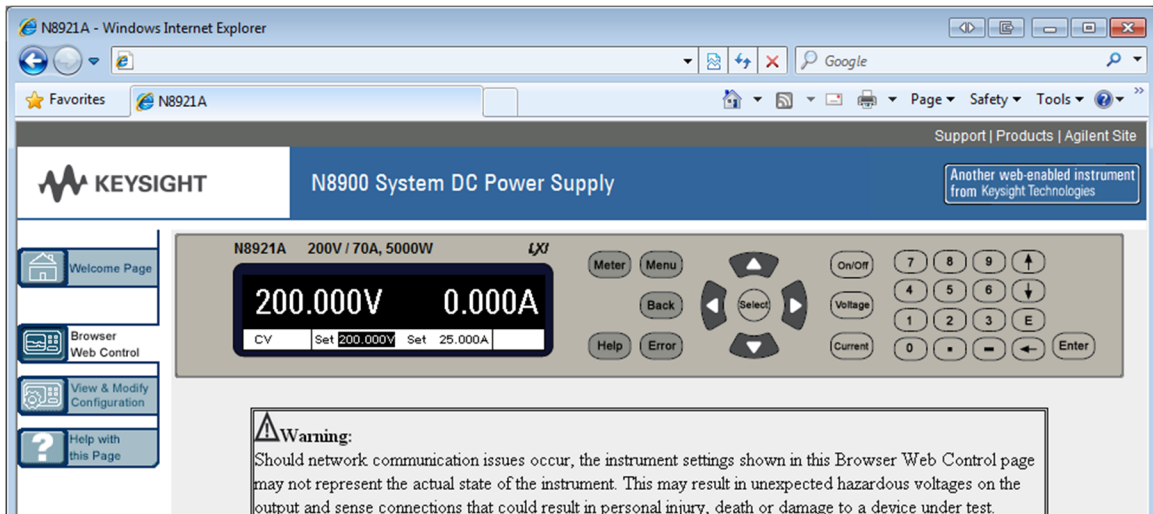 N8921A - Windows Internet Explorer
Google
Favorites
N8921A
Page Safety Tools
Support | Products | Agilent Site
KEYSIGHT
N8900 System DC Power Supply
Another web-enabled instrument
from Keysight Technologies
Welcome Page
Browser
Web Control
View & Modify
Configuration
Help with
this Page
N8921A 200V / 70A, 5000W LXI
200.000V 0.000A
CV Set 200.000V Set 25.000A
Meter Menu
Back
Help Error
Select
On/Off
Voltage
Current
7 8 9
4 5 6
1 2 3 E
0 . - Enter
Warning:
Should network communication issues occur, the instrument settings shown in this Browser Web Control page
may not represent the actual state of the instrument. This may result in unexpected hazardous voltages on the
output and sense connections that could result in personal injury, death or damage to a device under test.